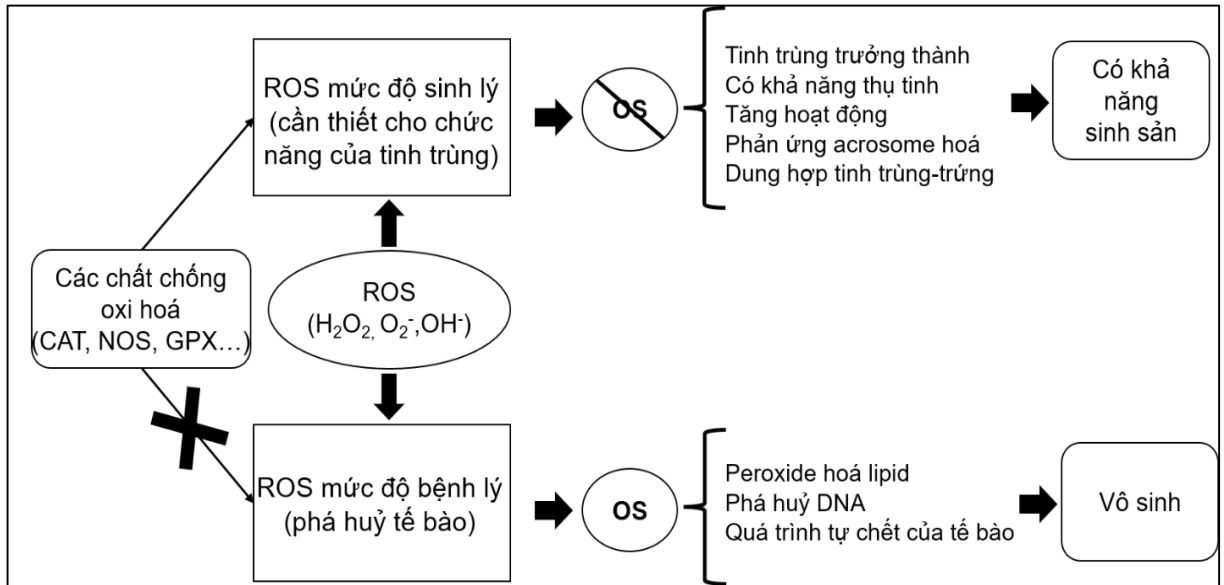 ROS mức độ sinh lý
(cần thiết cho chức
năng của tinh trùng)
OS
Tinh trùng trưởng thành
Có khả năng thụ tinh
Tăng hoạt động
Phản ứng acrosome hoá
Dung hợp tinh trùng-trứng
Có khả
năng
sinh sản
Các chất chống
oxi hoá
(CAT, NOS, GPX...)
ROS
(H₂O₂, O₂⁻,OH⁻)
ROS mức độ bệnh lý
(phá huỷ tế bào)
OS
Peroxide hoá lipid
Phá huỷ DNA
Quá trình tự chết của tế bào
Vô sinh